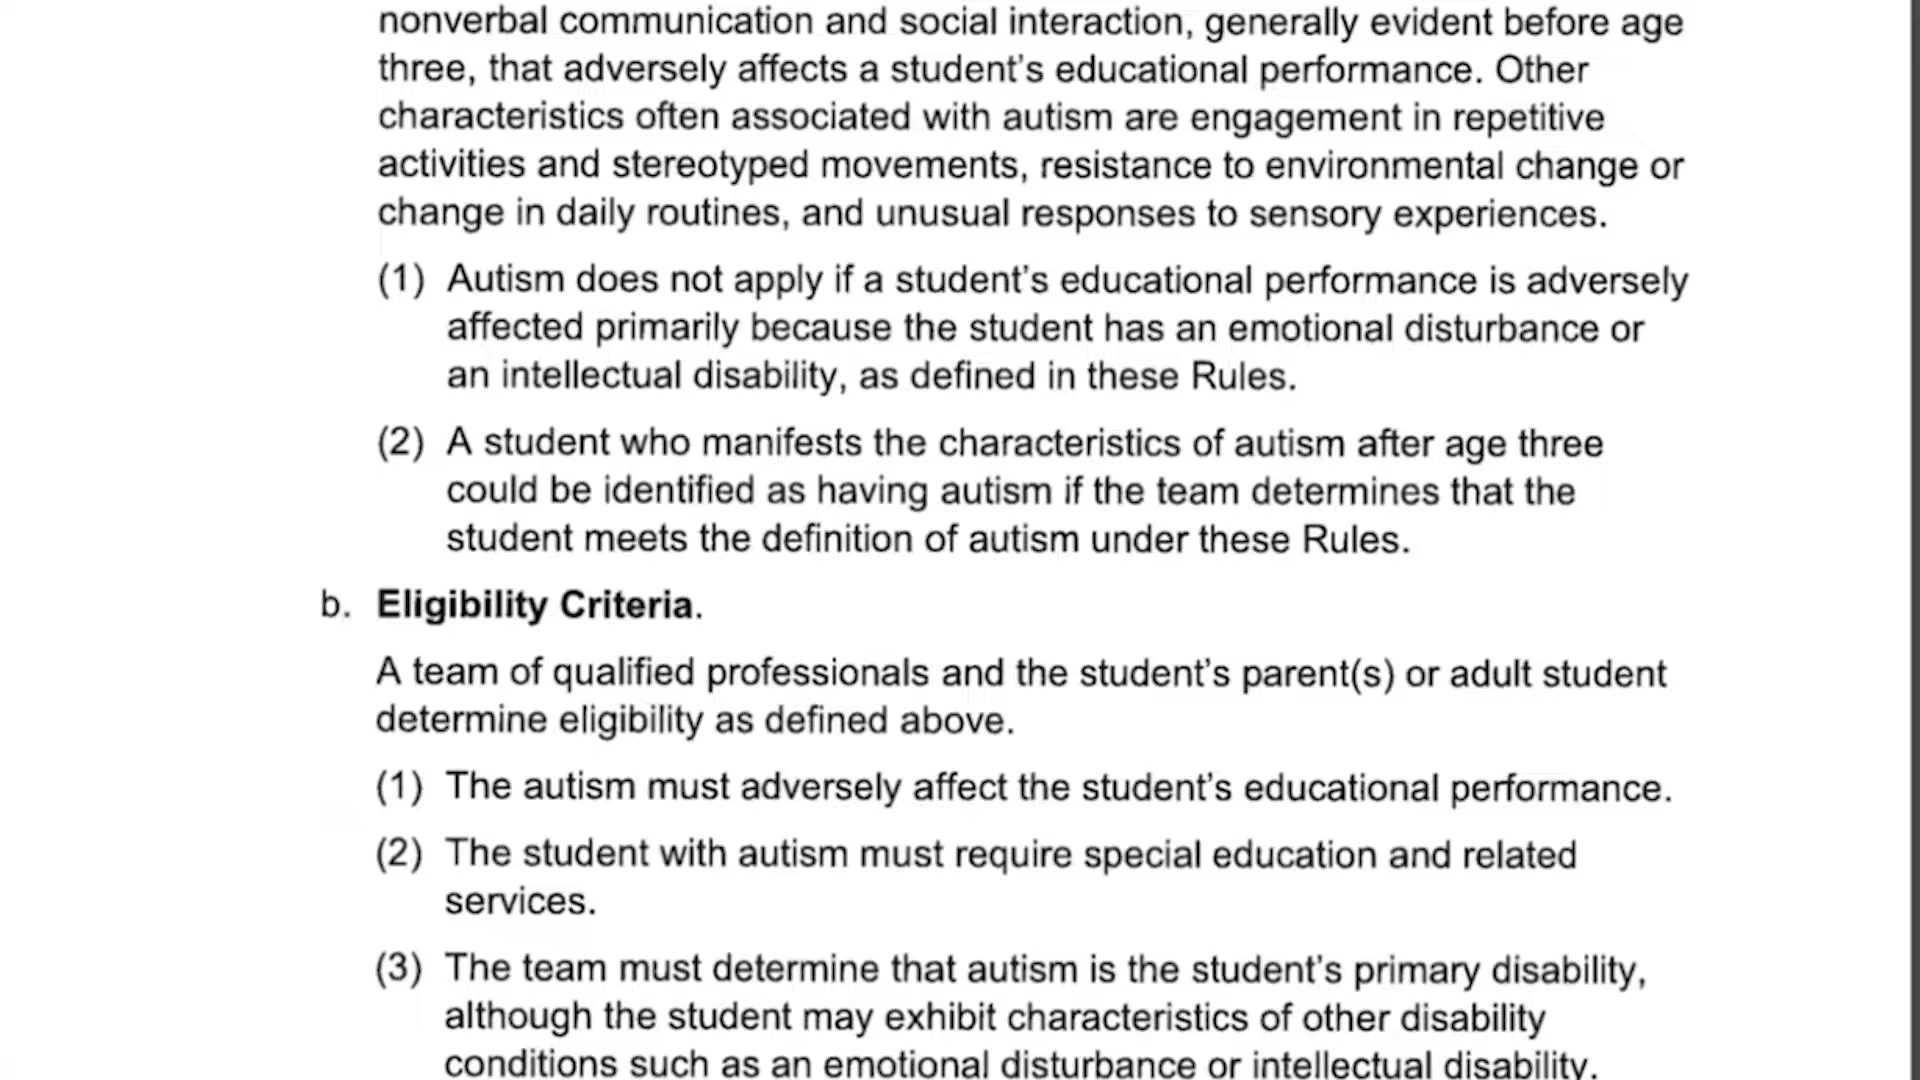 nonverbal communication and social interaction, generally evident before age
three, that adversely affects a student's educational performance. Other
characteristics often associated with autism are engagement in repetitive
activities and stereotyped movements, resistance to environmental change or
change in daily routines, and unusual responses to sensory experiences.
(1) Autism does not apply if a student's educational performance is adversely
affected primarily because the student has an emotional disturbance or
an intellectual disability, as defined in these Rules.
(2) A student who manifests the characteristics of autism after age three
could be identified as having autism if the team determines that the
student meets the definition of autism under these Rules.
b. Eligibility Criteria.
A team of qualified professionals and the student's parent(s) or adult student
determine eligibility as defined above.
(1) The autism must adversely affect the student's educational performance.
(2) The student with autism must require special education and related
services.
(3) The team must determine that autism is the student's primary disability,
although the student may exhibit characteristics of other disability
conditions such as an emotional disturbance or intellectual disability.